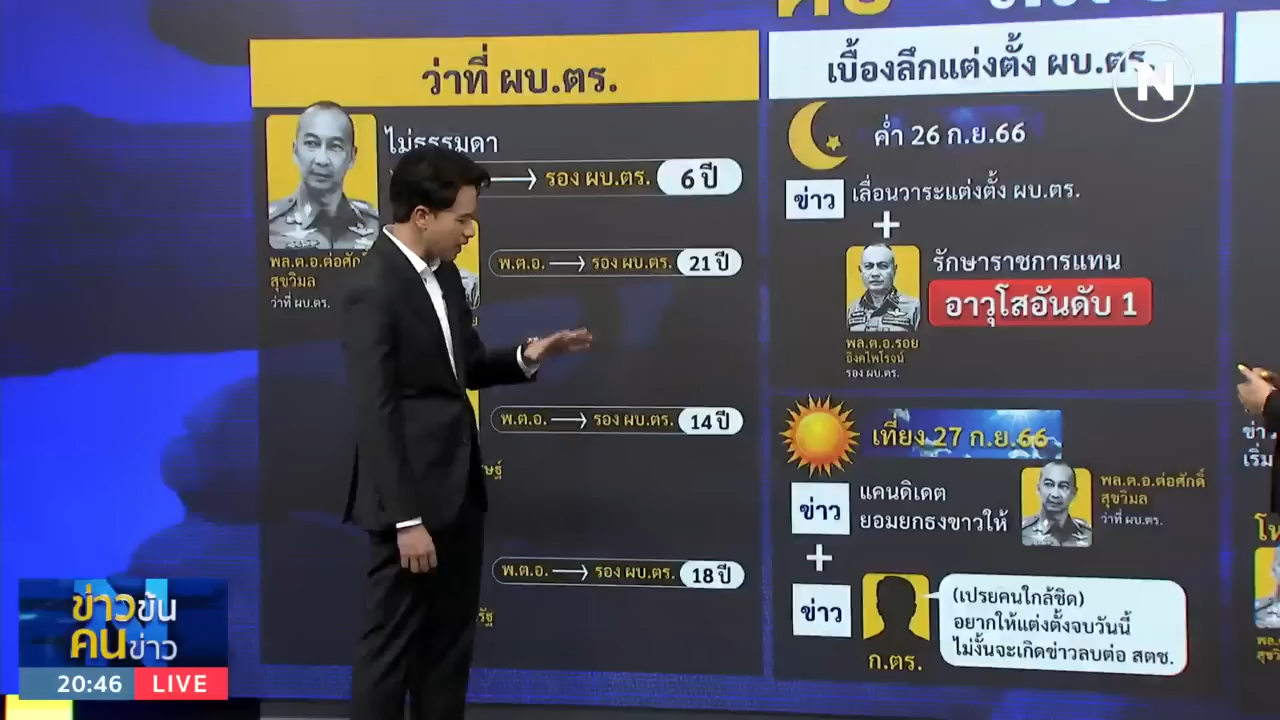 ว่าที่ ผบ.ตร.
ไม่ธรรมดา
รอง ผบ.ตร. 6 ปี
พล.ต.อ.ต่อศักดิ์
สุขวิมล
ว่าที่ ผบ.ตร.
พ.ต.อ. รอง ผบ.ตร. 21 ปี
พ.ต.อ. รอง ผบ.ตร. 14 ปี
พ.ต.อ. รอง ผบ.ตร. 18 ปี
เบื้องลึกแต่งตั้ง ผบ.ตร.
N
ค่ำ 26 ก.ย.66
ข่าว เลื่อนวาระแต่งตั้ง ผบ.ตร.
+
รักษาราชการแทน
อาวุโสอันดับ 1
พล.ต.อ.รอย
อิงคไพโรจน์
รอง ผบ.ตร.
เที่ยง 27 ก.ย.66
ข่าว
แคนดิเดต
ยอมยกธงขาวให้
พล.ต.อ.ต่อศักดิ์
สุขวิมล
ว่าที่ ผบ.ตร.
+
ข่าว
ก.ตร.
(เปรยคนใกล้ชิด)
อยากให้แต่งตั้งจบวันนี้
ไม่งั้นจะเกิดข่าวลบต่อ สตช.
ข่าวข้น
คนข่าว
20:46 LIVE